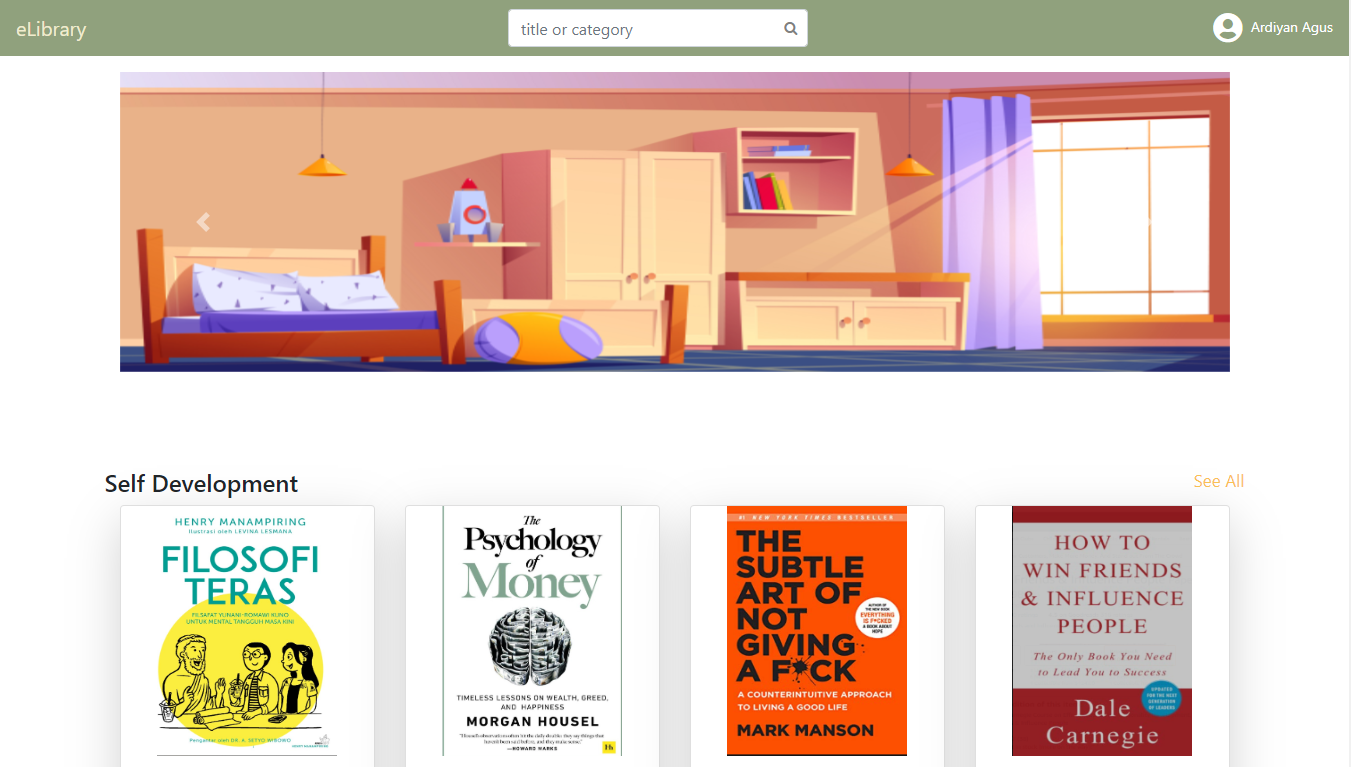 eLibrary
title or category
Ardiyan Agus
Self Development
See All
HENRY MANAMPIRING
Ilustrasi oleh LEVINA LESMANA
FILOSOFI
TERAS
FILSAFAT YUNANI-ROMAWI KUNO
UNTUK MENTAL TANGGUH MASA KINI
Pengantar oleh DR. A. SETYO WIBOWO
The
Psychology
of
Money
TIMELESS LESSONS ON WEALTH, GREED,
AND HAPPINESS
MORGAN HOUSEL
—HOWARD MARKS
Hh
#1 NEW YORK TIMES BESTSELLER
THE
SUBTLE
ART OF
NOT
GIVING
A F*CK
AUTHOR OF
THE NEW BOOK
EVERYTHING
IS F*CKED
A BOOK ABOUT
HOPE
A COUNTERINTUITIVE APPROACH
TO LIVING A GOOD LIFE
MARK MANSON
HOW TO
WIN FRIENDS
& INFLUENCE
PEOPLE
The Only Book You Need
to Lead You to Success
UPDATED
FOR THE NEXT
GENERATION
OF LEADERS
Dale
Carnegie